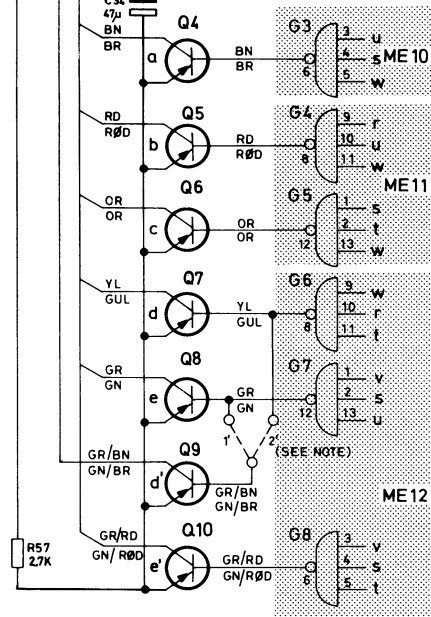 C34
47µ
Q4
BN
BR
a
BN
BR
G3
3
u
4
s
5
w
6
ME10
Q5
RD
RØD
b
RD
RØD
G4
9
r
10
u
11
w
8
ME11
Q6
OR
OR
c
OR
OR
G5
1
s
2
t
13
w
12
Q7
YL
GUL
d
YL
GUL
G6
9
w
10
r
11
t
8
Q8
GR
GN
e
GR
GN
G7
1
v
2
s
13
u
12
1'
2'
(SEE NOTE)
Q9
GR/BN
GN/BR
d'
GR/BN
GN/BR
ME12
R57
2,7K
Q10
GR/RD
GN/RØD
e'
GR/RD
GN/RØD
G8
3
v
4
s
5
t
6